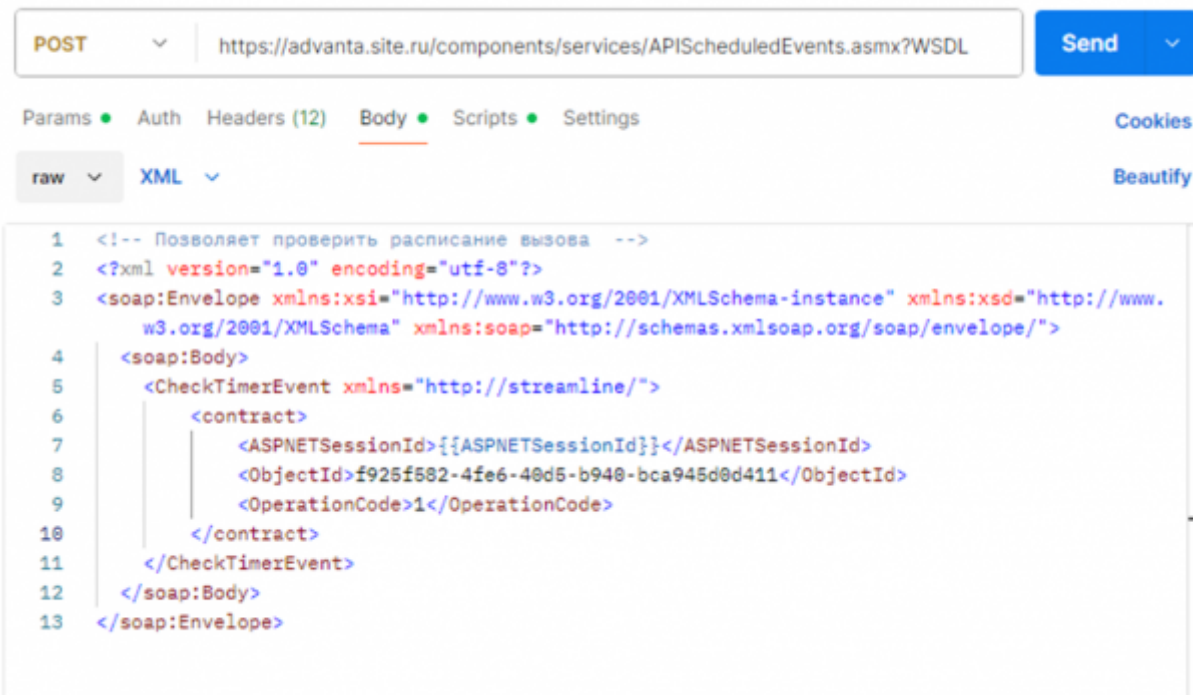 POST https://advanta.site.ru/components/services/APIScheduledEvents.asmx?WSDL Send
Params Auth Headers (12) Body Scripts Settings Cookies
raw XML Beautify
1 <!-- Позволяет проверить расписание вызова -->
2 <?xml version="1.0" encoding="utf-8"?>
3 <soap:Envelope xmlns:xsi="http://www.w3.org/2001/XMLSchema-instance" xmlns:xsd="http://www.
w3.org/2001/XMLSchema" xmlns:soap="http://schemas.xmlsoap.org/soap/envelope/">
4 <soap:Body>
5 <CheckTimerEvent xmlns="http://streamline/">
6 <contract>
7 <ASPNETSessionId>{{ASPNETSessionId}}</ASPNETSessionId>
8 <ObjectId>f925f582-4fe6-40d5-b940-bca945d0d411</ObjectId>
9 <OperationCode>1</OperationCode>
10 </contract>
11 </CheckTimerEvent>
12 </soap:Body>
13 </soap:Envelope>